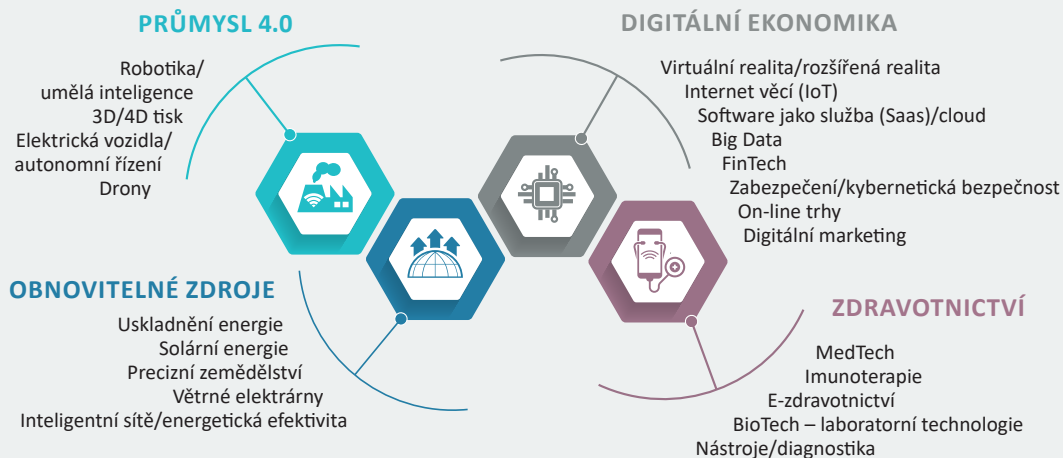 PRŮMYSL 4.0
Robotika/
umělá inteligence
3D/4D tisk
Elektrická vozidla/
autonomní řízení
Drony
DIGITÁLNÍ EKONOMIKA
Virtuální realita/rozšířená realita
Internet věcí (IoT)
Software jako služba (Saas)/cloud
Big Data
FinTech
Zabezpečení/kybernetická bezpečnost
On-line trhy
Digitální marketing
OBNOVITELNÉ ZDROJE
Uskladnění energie
Solární energie
Precizní zemědělství
Větrné elektrárny
Inteligentní sítě/energetická efektivita
ZDRAVOTNICTVÍ
MedTech
Imunoterapie
E-zdravotnictví
BioTech – laboratorní technologie
Nástroje/diagnostika